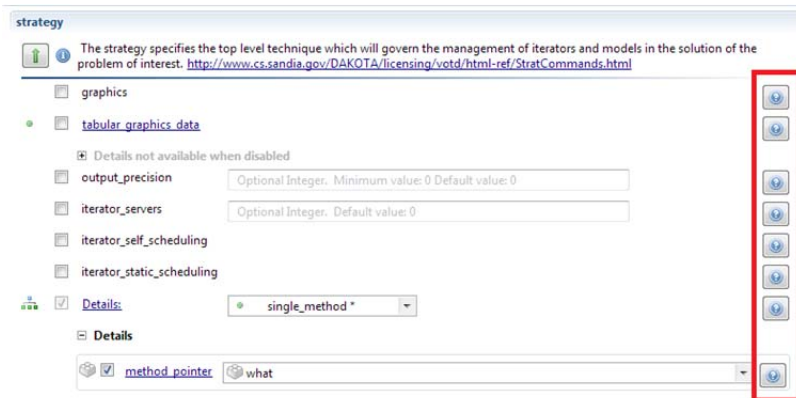 strategy
The strategy specifies the top level technique which will govern the management of iterators and models in the solution of the
problem of interest. http://www.cs.sandia.gov/DAKOTA/licensing/votd/html-ref/StratCommands.html
graphics
tabular_graphics_data
Details not available when disabled
output_precision Optional Integer. Minimum value: 0 Default value: 0
iterator_servers Optional Integer. Default value: 0
iterator_self_scheduling
iterator_static_scheduling
Details: single_method *
Details
method_pointer what